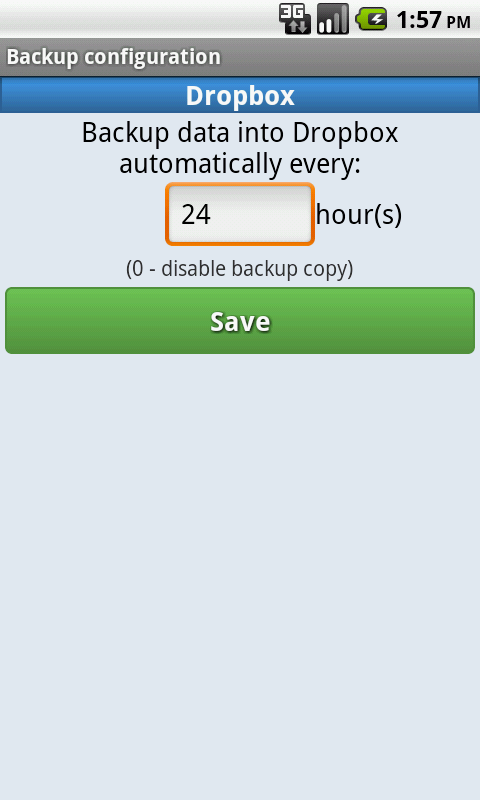 3G 1:57 PM
Backup configuration
Dropbox
Backup data into Dropbox
automatically every:
24 hour(s)
(0 - disable backup copy)
Save